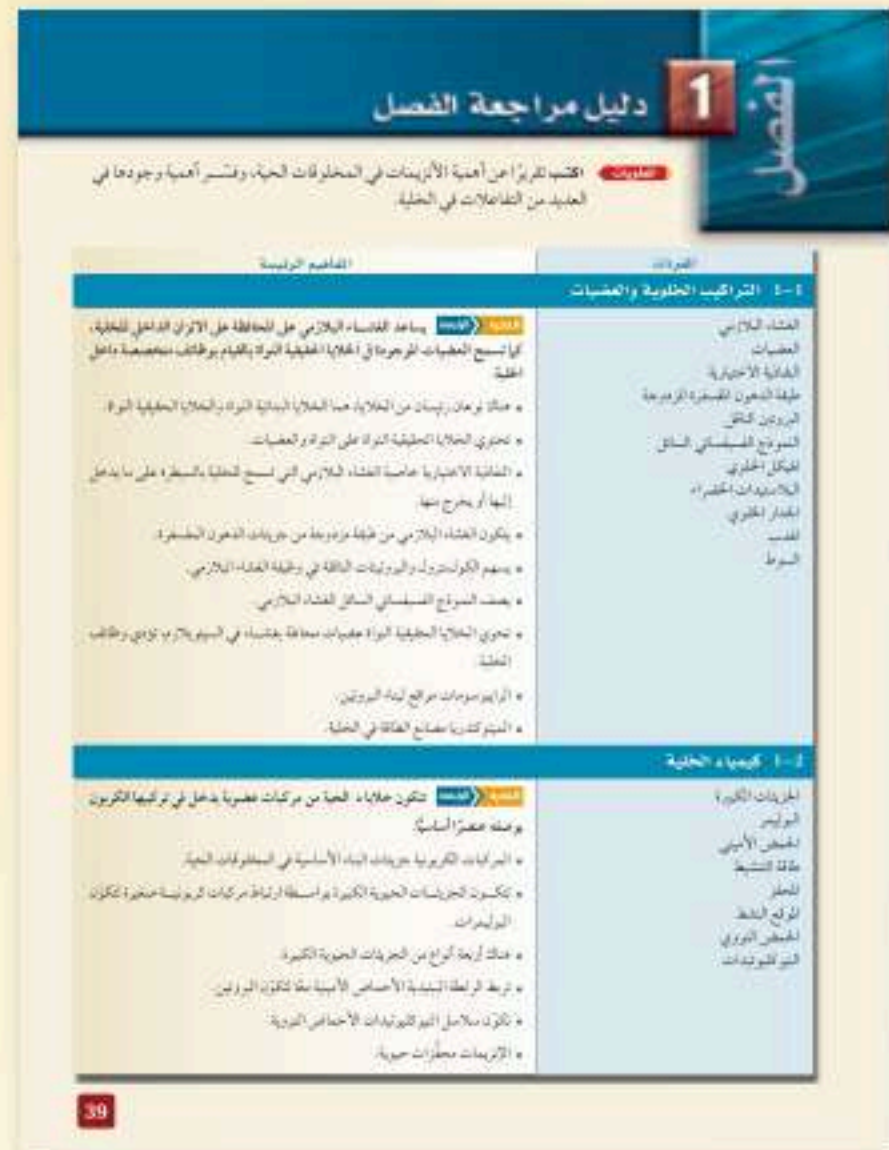 الفصل
1
دليل مراجعة الفصل
المطويات اكتب تقريرًا عن أهمية الأنزيمات في المخلوقات الحية، وفسّر أهمية وجودها في
العديد من التفاعلات في الخلية.
المفردات
المفاهيم الرئيسة
1-1 التراكيب الخلوية والعضيات
الغشاء البلازمي
العضيات
النفاذية الاختيارية
طبقة الدهون المفسفرة المزدوجة
البروتين الناقل
النموذج الفسيفسائي السائل
الهيكل الخلوي
البلاستيدات الخضراء
الجدار الخلوي
الهدب
السوط
الفكرة الرئيسة يساعد الغشاء البلازمي على المحافظة على الاتزان الداخلي للخلية،
كما تسمح العضيات الموجودة في الخلايا الحقيقية النواة بالقيام بوظائف متخصصة داخل
الخلية.
• هناك نوعان رئيسان من الخلايا، هما الخلايا البدائية النواة والخلايا الحقيقية النواة.
• تحتوي الخلايا الحقيقية النواة على النواة والعضيات.
• النفاذية الاختيارية خاصية الغشاء البلازمي التي تسمح للخلية بالسيطرة على ما يدخل
إليها أو يخرج منها.
• يتكون الغشاء البلازمي من طبقة مزدوجة من جزيئات الدهون المفسفرة.
• يسهم الكولسترول والبروتينات الناقلة في وظيفة الغشاء البلازمي.
• يصف النموذج الفسيفسائي السائل الغشاء البلازمي.
• تحوي الخلايا الحقيقية النواة عضيات محاطة بغشاء في السيتوبلازم تؤدي وظائف
الخلية.
• الرايبوسومات مواقع لبناء البروتين.
• الميتوكندريا مصانع الطاقة في الخلية.
1-2 كيمياء الخلية
الجزيئات الكبيرة
البوليمر
الحمض الأميني
طاقة التنشيط
المحفز
الموقع النشط
الحمض النووي
النيوكليوتيدات
الفكرة الرئيسة تتكون خلايا الحية من مركبات عضوية يدخل في تركيبها الكربون
بوصفه عنصرًا أساسيًّا.
• المركبات الكربونية جزيئات البناء الأساسية في المخلوقات الحية.
• تتكون الجزيئات الحيوية الكبيرة بواسطة ارتباط مركبات كربونية صغيرة لتكوّن
البوليمرات.
• هناك أربعة أنواع من الجزيئات الحيوية الكبيرة.
• تربط الرابطة الببتيدية الأحماض الأمينية معًا لتكوّن البروتين.
• تكوّن سلاسل النيوكليوتيدات الأحماض النووية.
• الإنزيمات محفّزات حيوية.
39